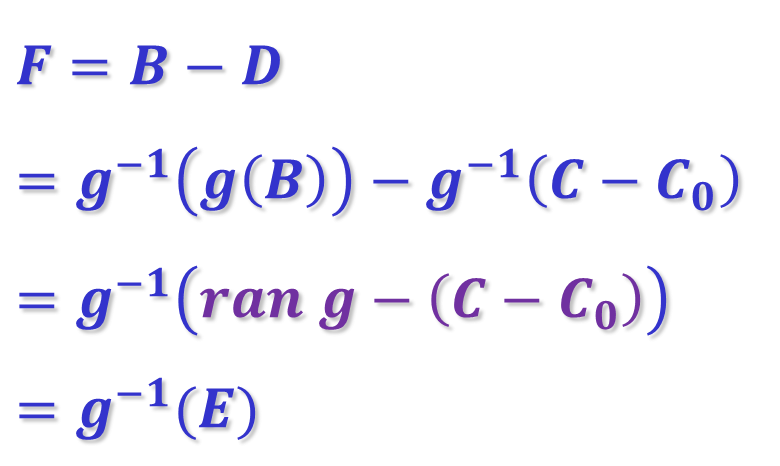 F = B − D
= g⁻¹(g(B)) − g⁻¹(C − C₀)
= g⁻¹(ran g − (C − C₀))
= g⁻¹(E)